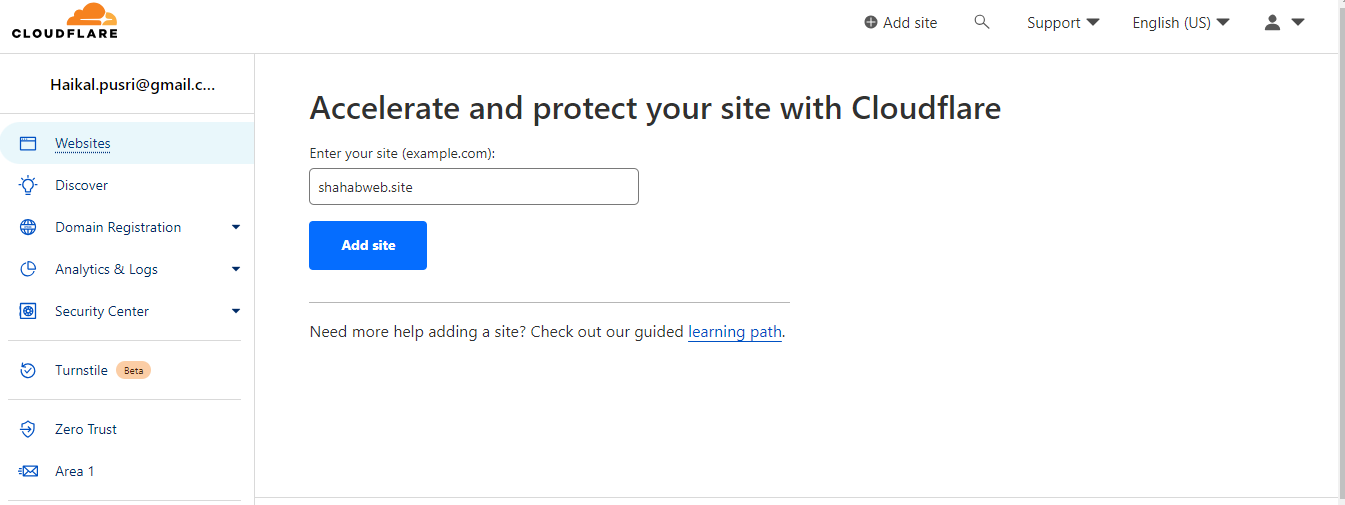 CLOUDFLARE
Add site
Support
English (US)
Haikal.pusri@gmail.c...
Websites
Discover
Domain Registration
Analytics & Logs
Security Center
Turnstile Beta
Zero Trust
Area 1
Accelerate and protect your site with Cloudflare
Enter your site (example.com):
shahabweb.site
Add site
Need more help adding a site? Check out our guided learning path.